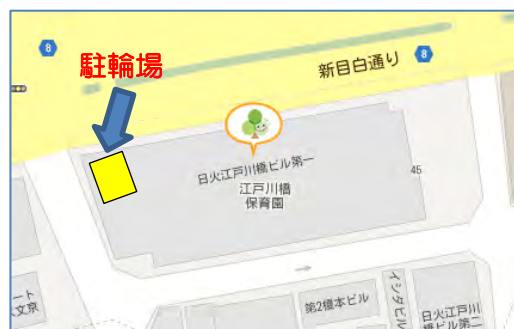 8
8
駐輪場
新目白通り
日火江戸川橋ビル第一
江戸川橋
保育園
45
ート
文京
第2榎本ビル
イシダビル
日火江戸川
橋ビル第二